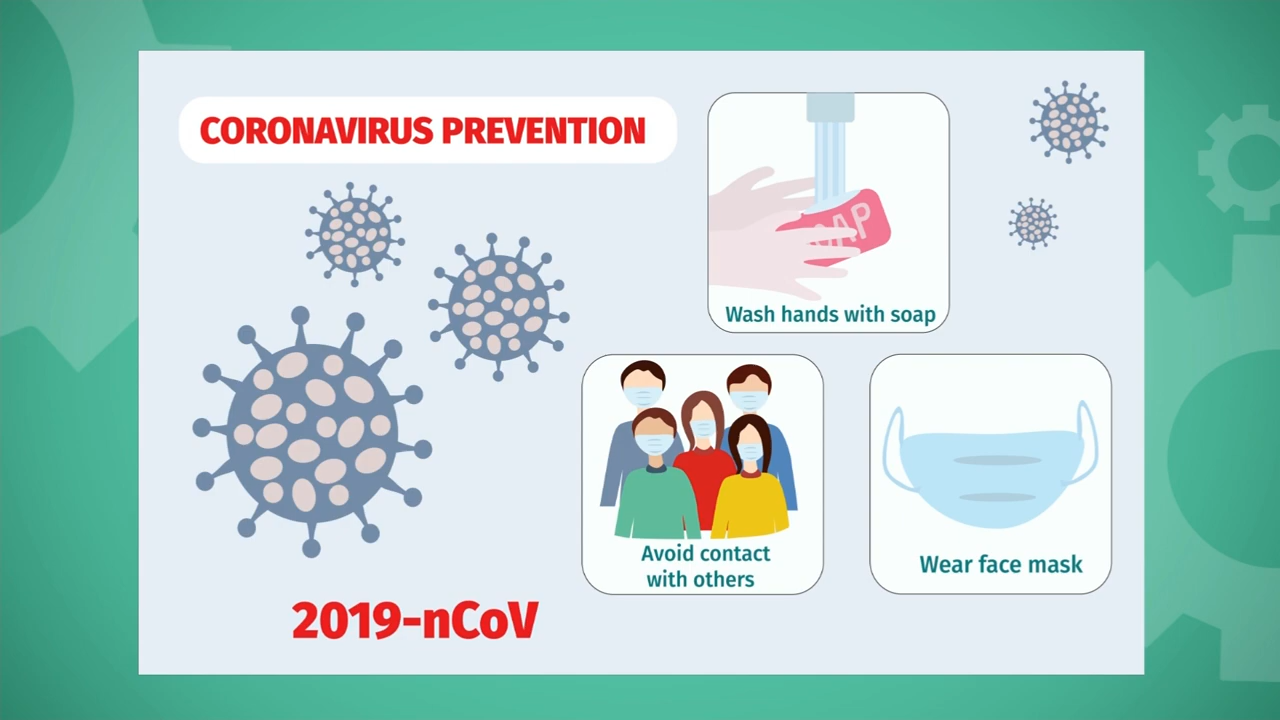 CORONAVIRUS PREVENTION
Wash hands with soap
Avoid contact
with others
Wear face mask
2019-nCoV